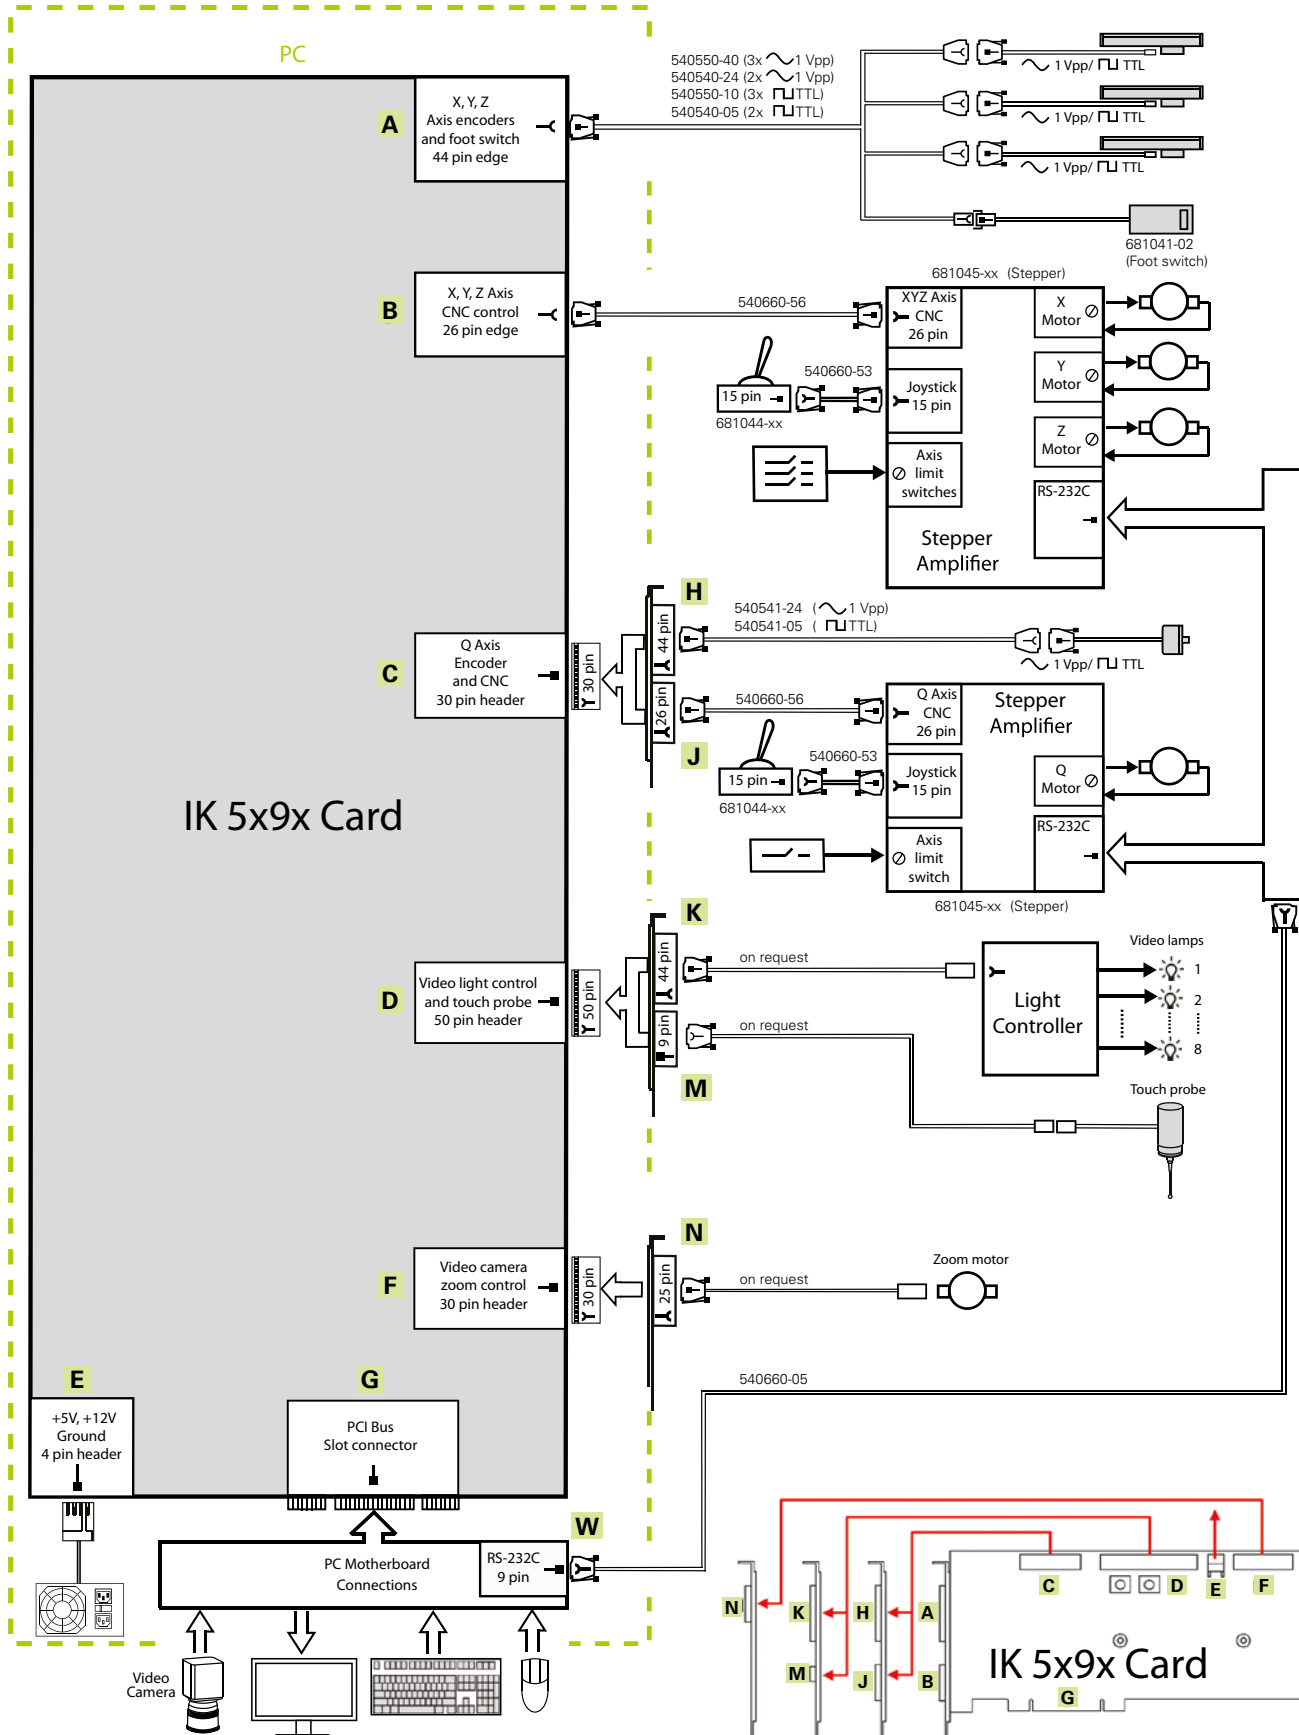 PC
A
X, Y, Z
Axis encoders
and foot switch
44 pin edge
540550-40 (3x 1 Vpp)
540540-24 (2x 1 Vpp)
540550-10 (3x TTL)
540540-05 (2x TTL)
1 Vpp/ TTL
1 Vpp/ TTL
1 Vpp/ TTL
681041-02
(Foot switch)
B
X, Y, Z Axis
CNC control
26 pin edge
540660-56
681045-xx (Stepper)
XYZ Axis
CNC
26 pin
X
Motor
Y
Motor
Z
Motor
540660-53
15 pin
681044-xx
Joystick
15 pin
Axis
limit
switches
RS-232C
Stepper
Amplifier
H
44 pin
540541-24 ( 1 Vpp)
540541-05 ( TTL)
1 Vpp/ TTL
C
Q Axis
Encoder
and CNC
30 pin header
30 pin
26 pin
J
540660-56
Q Axis
CNC
26 pin
Stepper
Amplifier
540660-53
15 pin
681044-xx
Joystick
15 pin
Q
Motor
RS-232C
Axis
limit
switch
681045-xx (Stepper)
IK 5x9x Card
K
44 pin
on request
Light
Controller
Video lamps
1
2
8
D
Video light control
and touch probe
50 pin header
50 pin
9 pin
on request
M
Touch probe
N
F
Video camera
zoom control
30 pin header
30 pin
25 pin
on request
Zoom motor
540660-05
E
+5V, +12V
Ground
4 pin header
G
PCI Bus
Slot connector
W
PC Motherboard
Connections
RS-232C
9 pin
Video
Camera
C
D
E
F
N
K
H
A
M
J
B
IK 5x9x Card
G